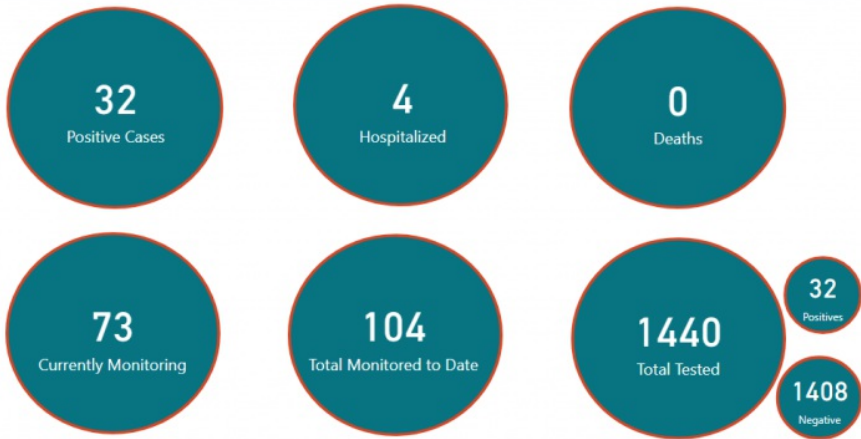 32
Positive Cases
4
Hospitalized
0
Deaths
73
Currently Monitoring
104
Total Monitored to Date
1440
Total Tested
32
Positives
1408
Negative